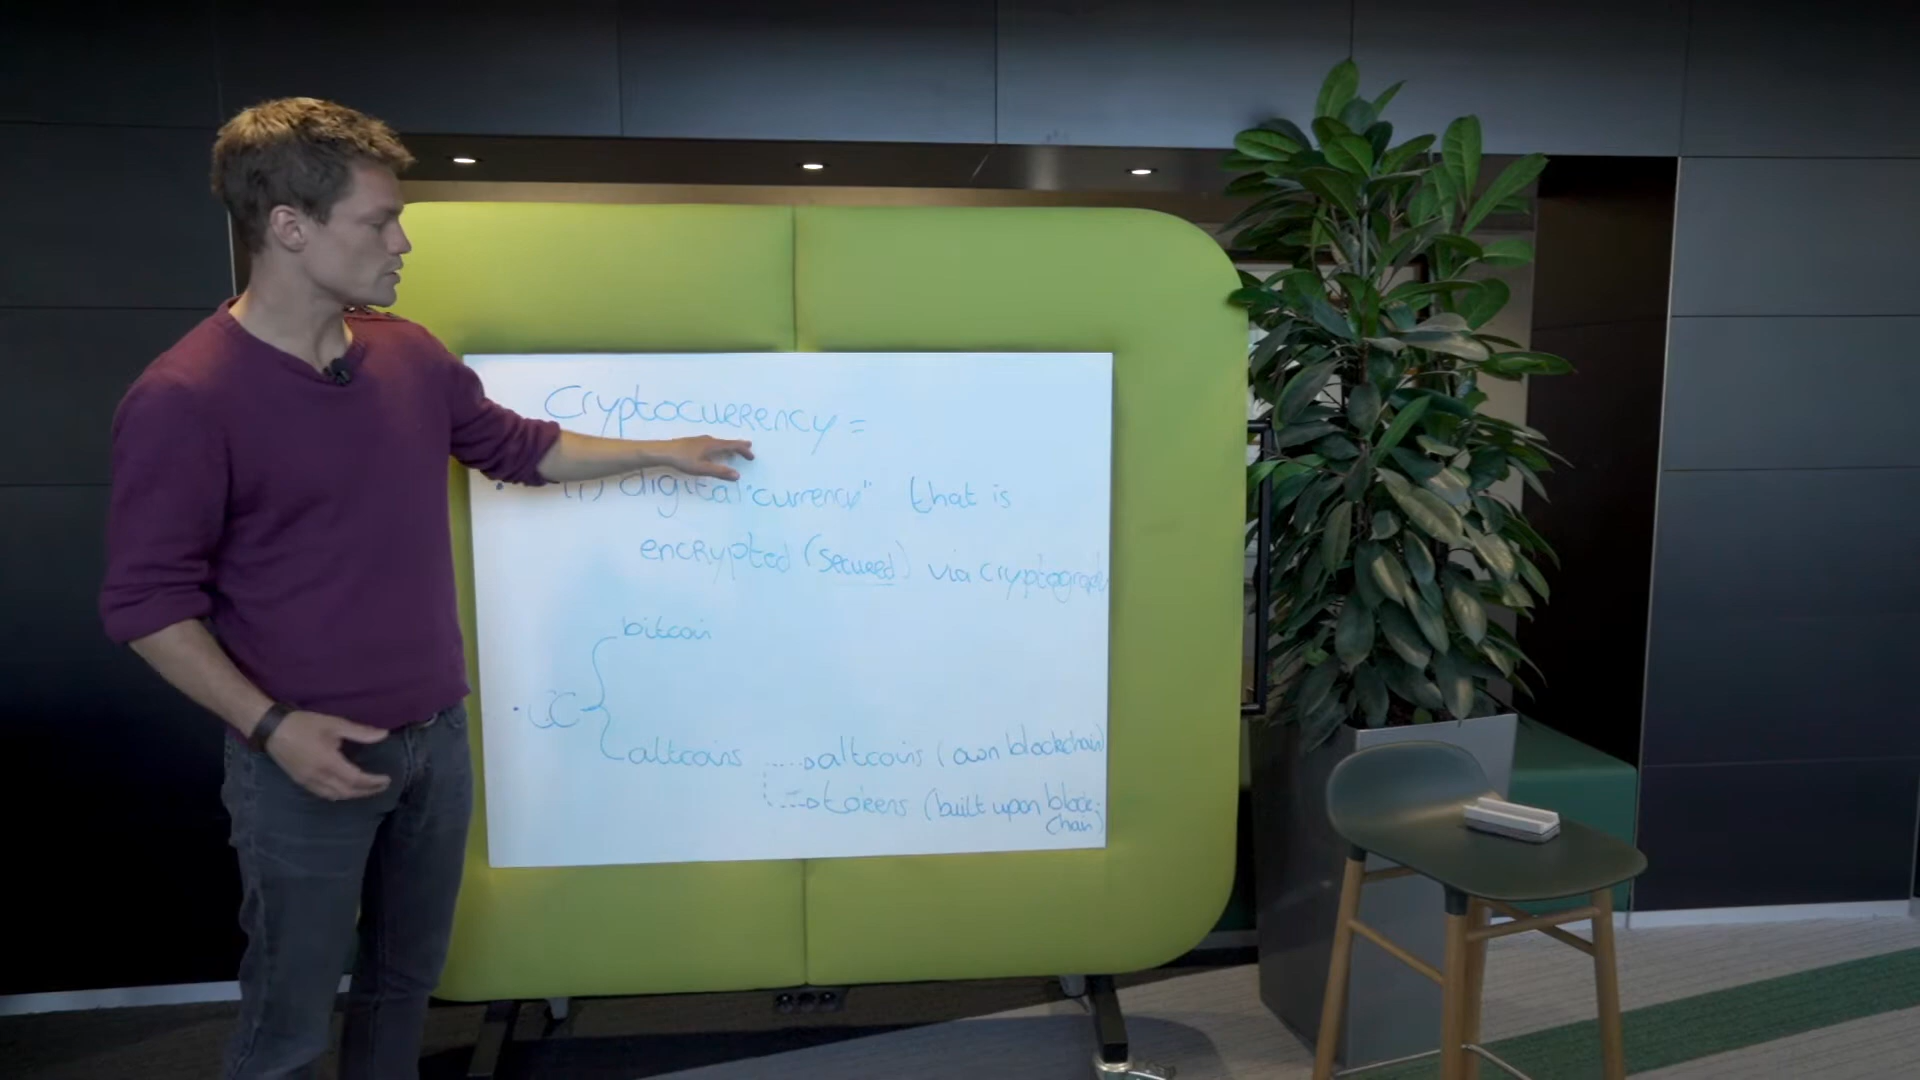 Cryptocurrency =
• (1) digital "currency" that is
encrypted (secured) via cryptography
bitcoin
• CC
altcoins altcoins (own blockchain)
tokens (built upon block-
chain)